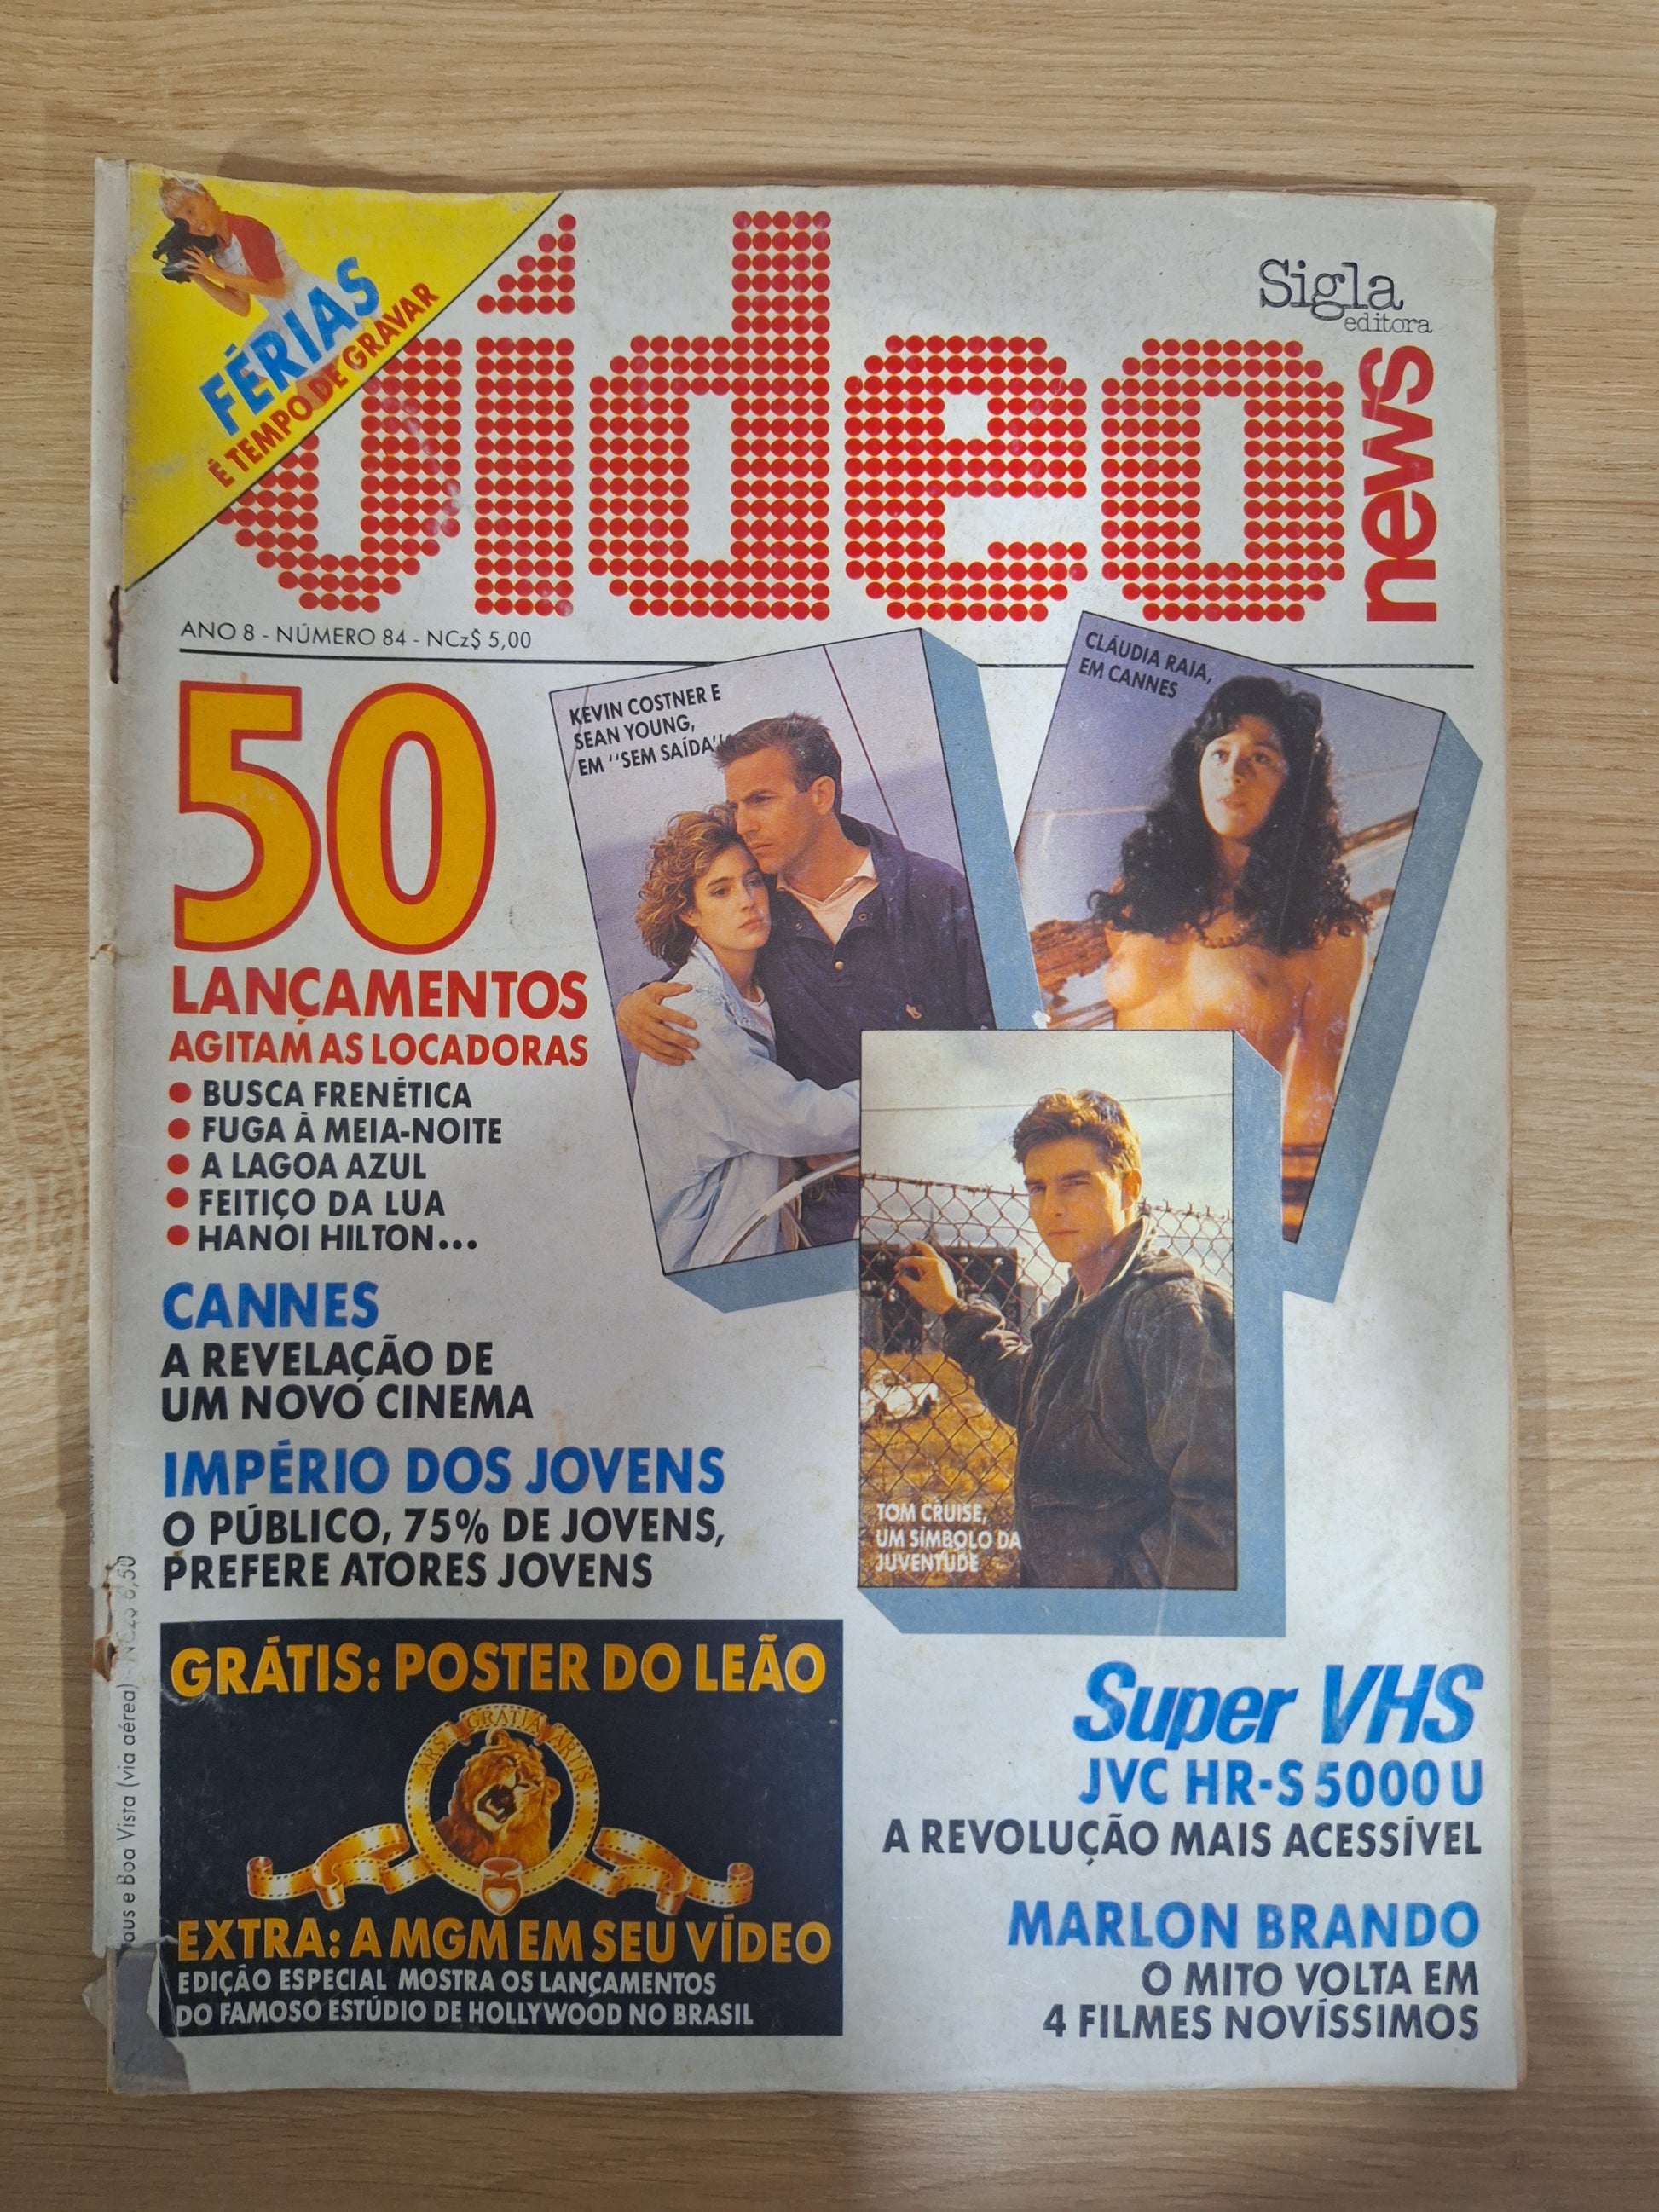 FÉRIAS
É TEMPO DE GRAVAR
vídeo
news
Sigla
editora
ANO 8 - NÚMERO 84 - NCz$ 5,00
50
LANÇAMENTOS
AGITAM AS LOCADORAS
● BUSCA FRENÉTICA
● FUGA À MEIA-NOITE
● A LAGOA AZUL
● FEITIÇO DA LUA
● HANOI HILTON...
KEVIN COSTNER E
SEAN YOUNG,
EM "SEM SAÍDA"
CLÁUDIA RAIA,
EM CANNES
TOM CRUISE,
UM SÍMBOLO DA
JUVENTUDE
CANNES
A REVELAÇÃO DE
UM NOVO CINEMA
IMPÉRIO DOS JOVENS
O PÚBLICO, 75% DE JOVENS,
PREFERE ATORES JOVENS
GRÁTIS: POSTER DO LEÃO
ARS GRATIA ARTIS
EXTRA: A MGM EM SEU VÍDEO
EDIÇÃO ESPECIAL MOSTRA OS LANÇAMENTOS
DO FAMOSO ESTÚDIO DE HOLLYWOOD NO BRASIL
Super VHS
JVC HR-S 5000 U
A REVOLUÇÃO MAIS ACESSÍVEL
MARLON BRANDO
O MITO VOLTA EM
4 FILMES NOVÍSSIMOS
aus e Boa Vista (via aérea) - NCz$ 6,50